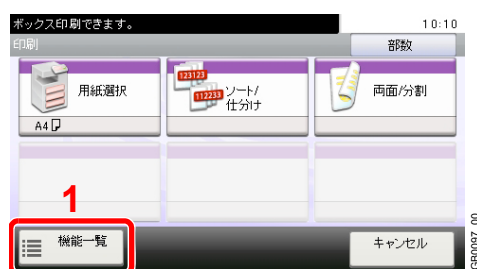 ボックス印刷できます。
10:10
印刷
部数
用紙選択
A4
123123
112233
ソート/
仕分け
両面/分割
1
機能一覧
キャンセル
GB0097_00